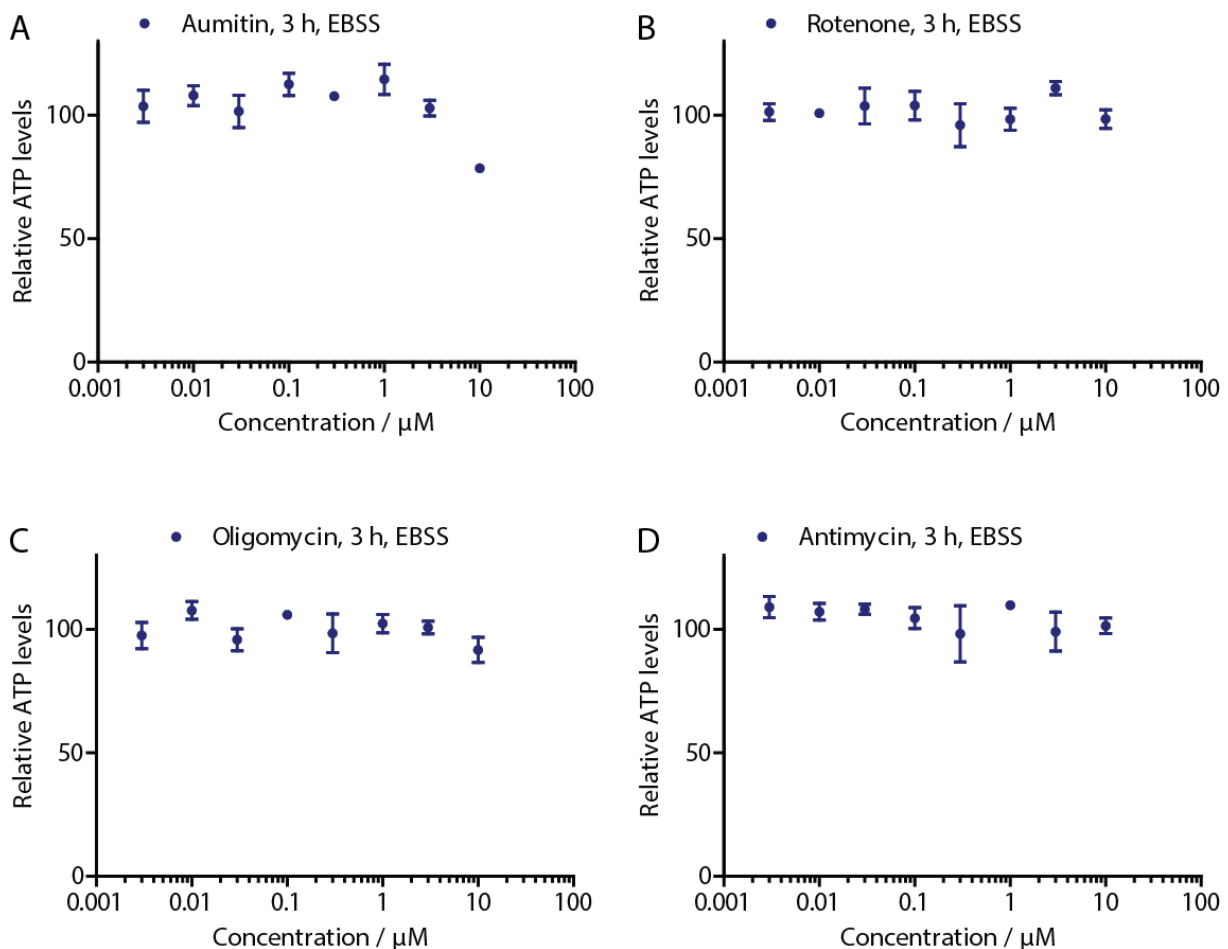 A
Aumitin, 3 h, EBSS
Relative ATP levels
100
50
0
0.001 0.01 0.1 1 10 100
Concentration / µM
B
Rotenone, 3 h, EBSS
Relative ATP levels
100
50
0
0.001 0.01 0.1 1 10 100
Concentration / µM
C
Oligomycin, 3 h, EBSS
Relative ATP levels
100
50
0
0.001 0.01 0.1 1 10 100
Concentration / µM
D
Antimycin, 3 h, EBSS
Relative ATP levels
100
50
0
0.001 0.01 0.1 1 10 100
Concentration / µM